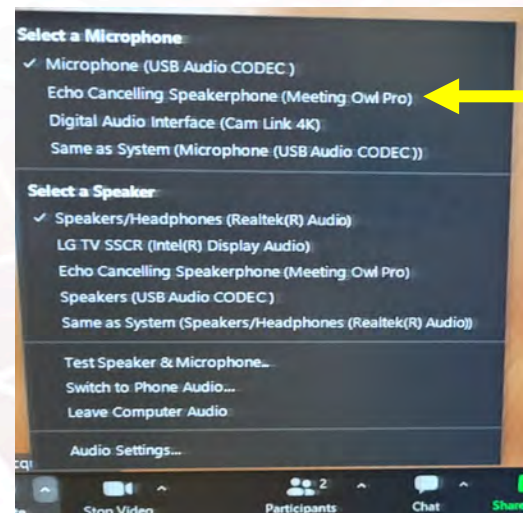 Select a Microphone
✓ Microphone (USB Audio CODEC )
Echo Cancelling Speakerphone (Meeting Owl Pro)
Digital Audio Interface (Cam Link 4K)
Same as System (Microphone (USB Audio CODEC ))
Select a Speaker
✓ Speakers/Headphones (Realtek(R) Audio)
LG TV SSCR (Intel(R) Display Audio)
Echo Cancelling Speakerphone (Meeting Owl Pro)
Speakers (USB Audio CODEC )
Same as System (Speakers/Headphones (Realtek(R) Audio))
Test Speaker & Microphone...
Switch to Phone Audio...
Leave Computer Audio
Audio Settings...
2
Stop Video Participants Chat Share